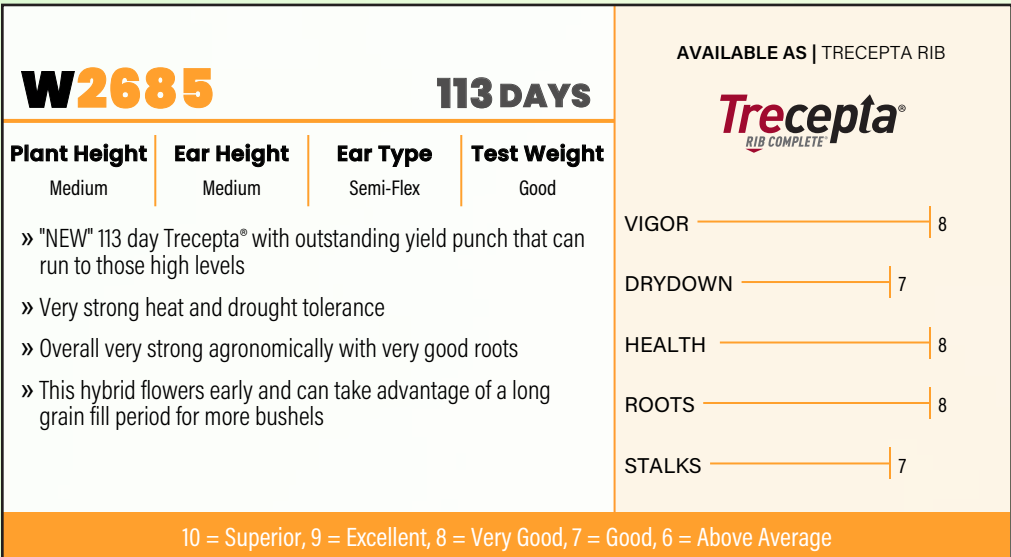 W2685
113 DAYS
Plant Height
Medium
Ear Height
Medium
Ear Type
Semi-Flex
Test Weight
Good
» "NEW" 113 day Trecepta® with outstanding yield punch that can
run to those high levels
» Very strong heat and drought tolerance
» Overall very strong agronomically with very good roots
» This hybrid flowers early and can take advantage of a long
grain fill period for more bushels
AVAILABLE AS | TRECEPTA RIB
Trecepta®
RIB COMPLETE®
VIGOR 8
DRYDOWN 7
HEALTH 8
ROOTS 8
STALKS 7
10 = Superior, 9 = Excellent, 8 = Very Good, 7 = Good, 6 = Above Average